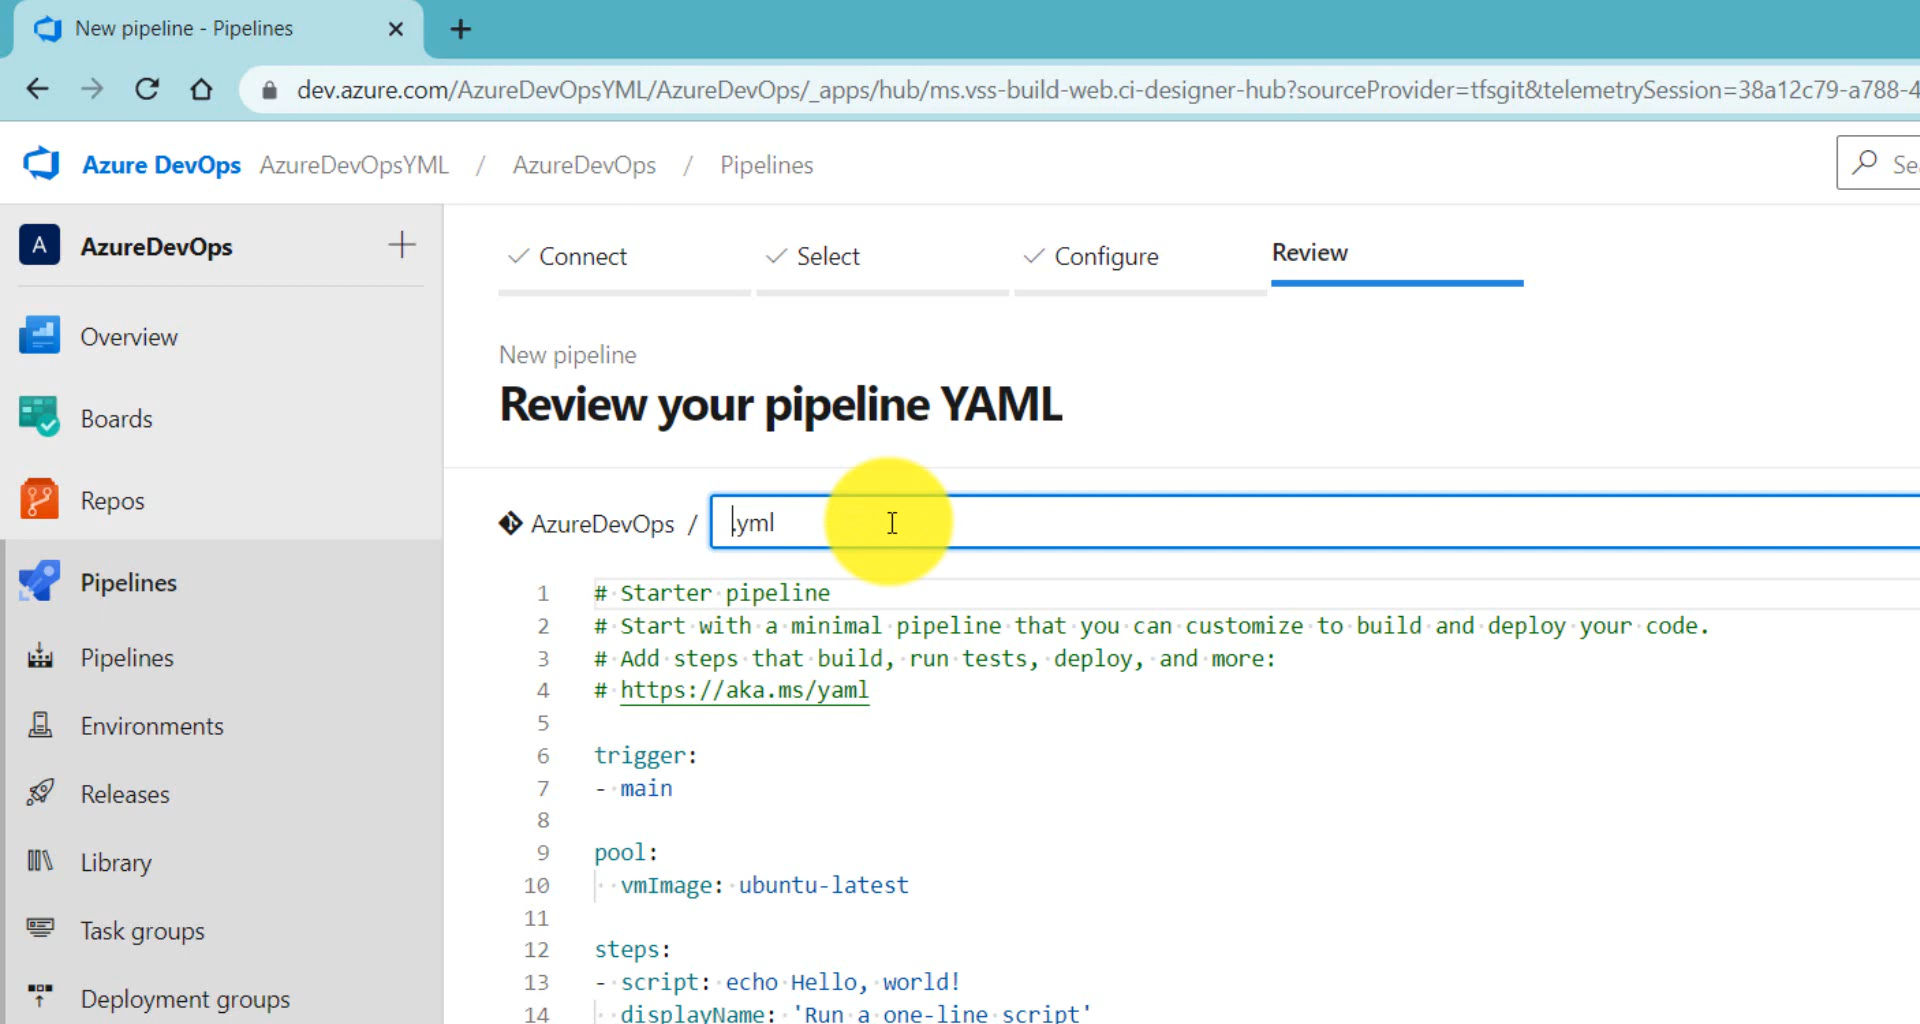 New pipeline - Pipelines
dev.azure.com/AzureDevOpsYML/AzureDevOps/_apps/hub/ms.vss-build-web.ci-designer-hub?sourceProvider=tfsgit&telemetrySession=38a12c79-a788-4
Azure DevOps AzureDevOpsYML / AzureDevOps / Pipelines
Sea
A AzureDevOps
Overview
Boards
Repos
Pipelines
Pipelines
Environments
Releases
Library
Task groups
Deployment groups
Connect
Select
Configure
Review
New pipeline
Review your pipeline YAML
AzureDevOps / .yml
1 # Starter pipeline
2 # Start with a minimal pipeline that you can customize to build and deploy your code.
3 # Add steps that build, run tests, deploy, and more:
4 # https://aka.ms/yaml
5
6 trigger:
7 - main
8
9 pool:
10 vmImage: ubuntu-latest
11
12 steps:
13 - script: echo Hello, world!
14 displayName: 'Run a one-line script'